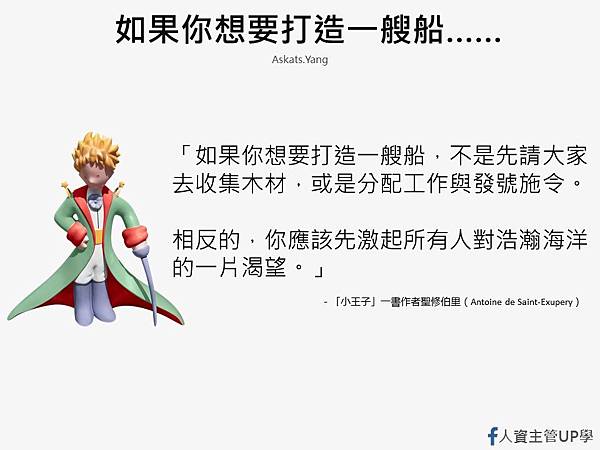 如果你想要打造一艘船……
Askats.Yang
「如果你想要打造一艘船，不是先請大家
去收集木材，或是分配工作與發號施令。
相反的，你應該先激起所有人對浩瀚海洋
的一片渴望。」
- 「小王子」一書作者聖修伯里（Antoine de Saint-Exupery）
f人資主管UP學